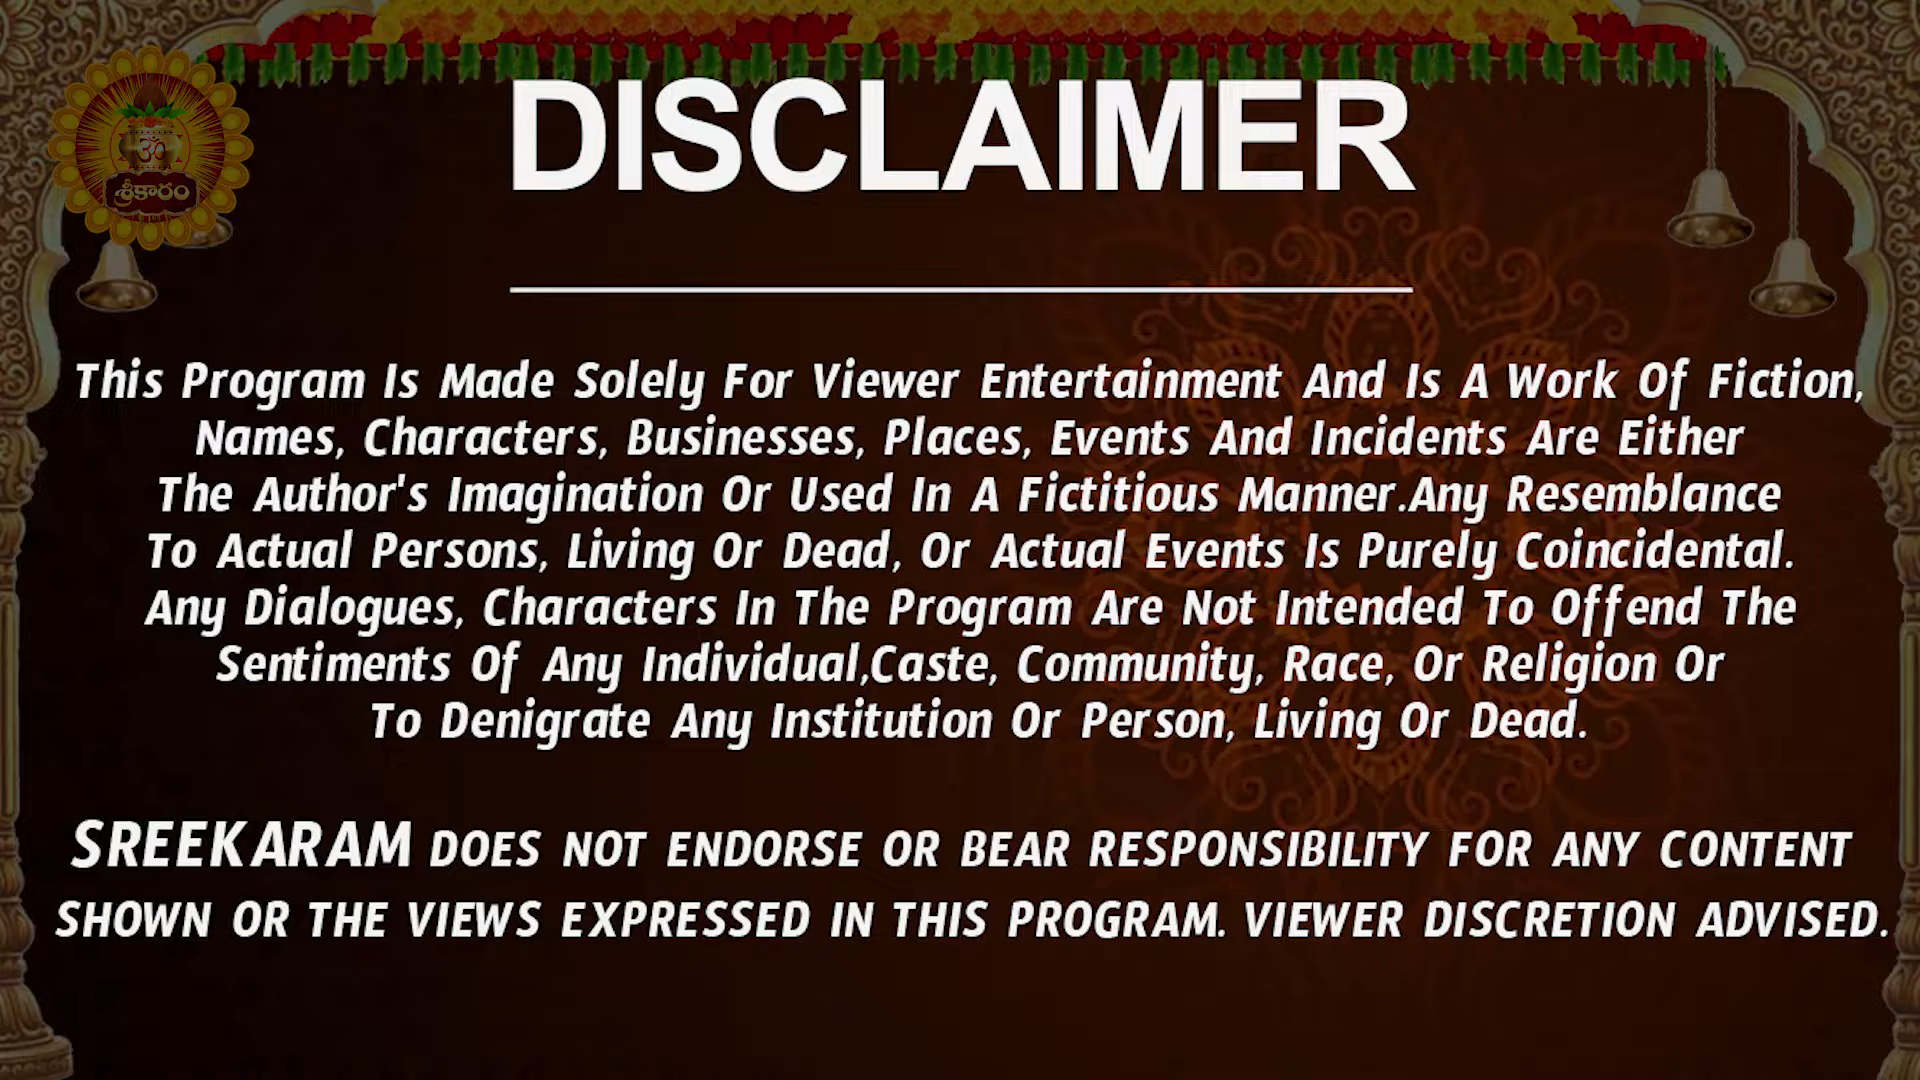 DISCLAIMER
ॐ
శ్రీకారం
This Program Is Made Solely For Viewer Entertainment And Is A Work Of Fiction,
Names, Characters, Businesses, Places, Events And Incidents Are Either
The Author's Imagination Or Used In A Fictitious Manner.Any Resemblance
To Actual Persons, Living Or Dead, Or Actual Events Is Purely Coincidental.
Any Dialogues, Characters In The Program Are Not Intended To Offend The
Sentiments Of Any Individual,Caste, Community, Race, Or Religion Or
To Denigrate Any Institution Or Person, Living Or Dead.
SREEKARAM DOES NOT ENDORSE OR BEAR RESPONSIBILITY FOR ANY CONTENT
SHOWN OR THE VIEWS EXPRESSED IN THIS PROGRAM. VIEWER DISCRETION ADVISED.